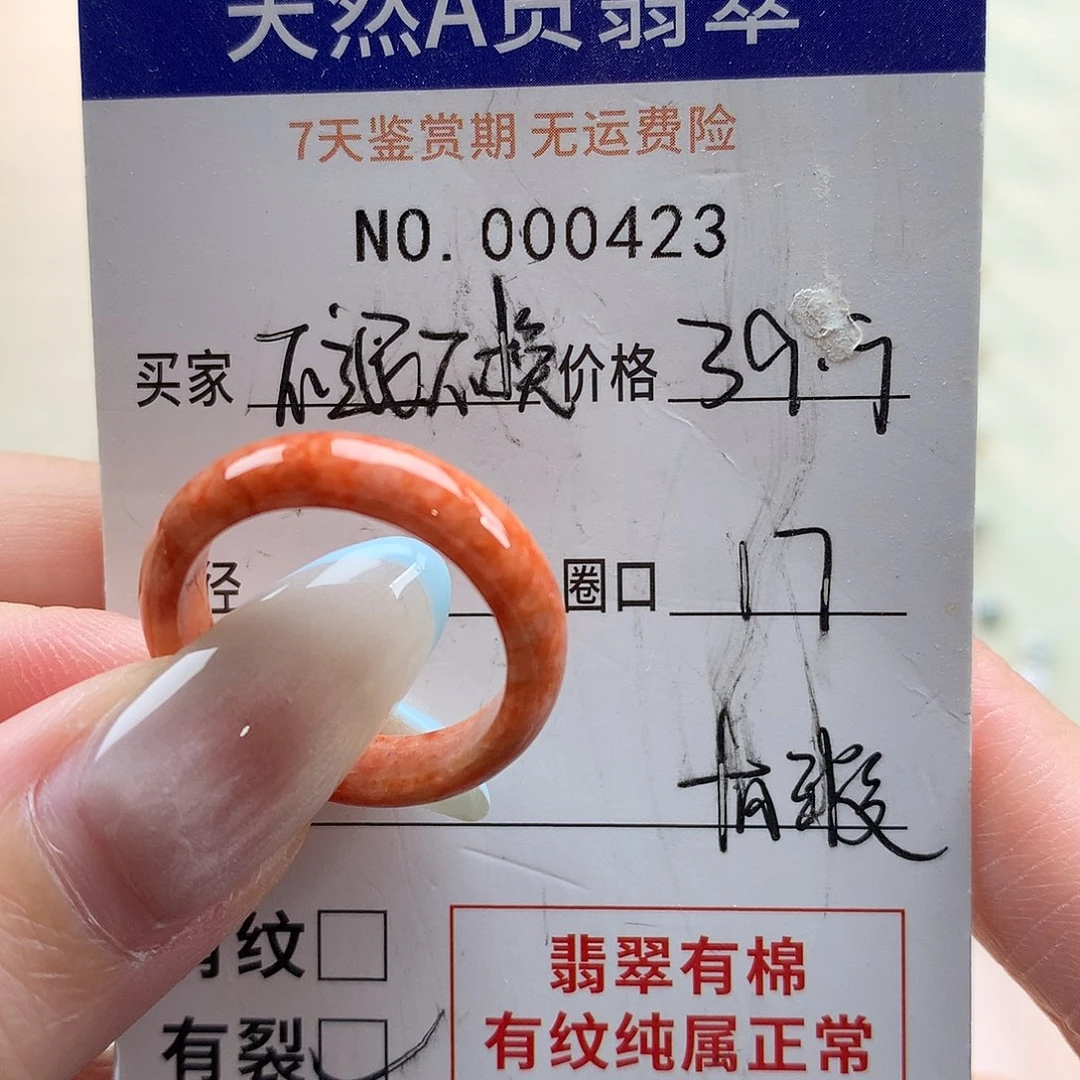 天然A货翡翠
7天鉴赏期 无运费险
NO.000423
买家 不退不换 价格 39.9
径 圈口 17
有纹
有裂
翡翠有棉
有纹纯属正常